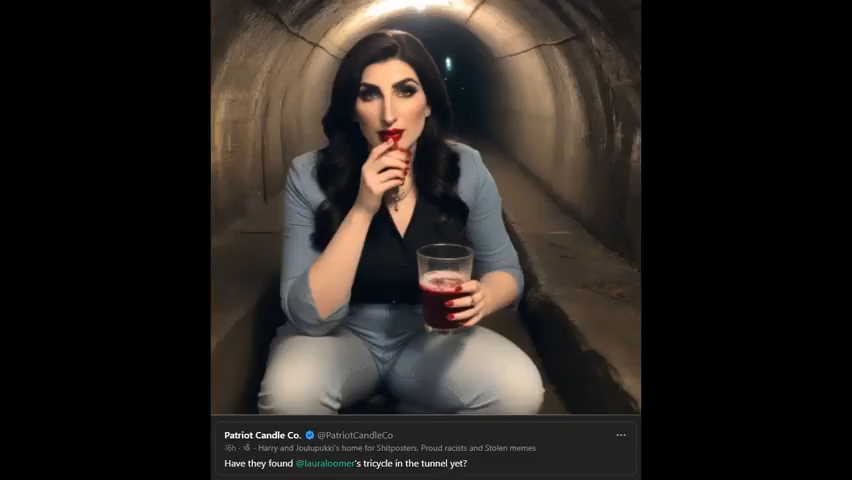 Patriot Candle Co. @PatriotCandleCo
16h · Harry and Joulupukki's home for Shitposters. Proud racists and Stolen memes
Have they found @lauraloomer's tricycle in the tunnel yet?